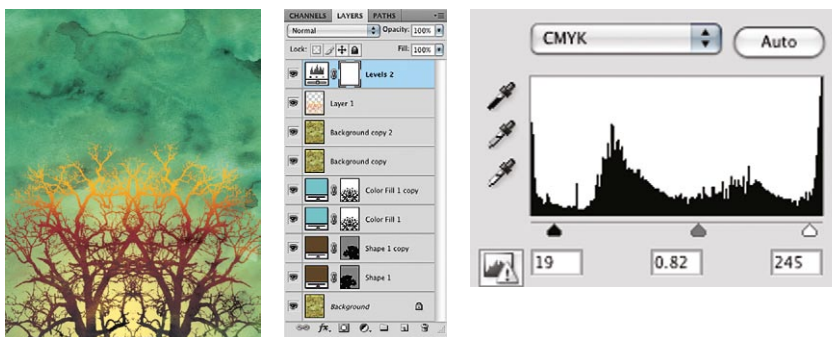 CHANNELS LAYERS PATHS
Normal Opacity: 100%
Lock: Fill: 100%
Levels 2
Layer 1
Background copy 2
Background copy
Color Fill 1 copy
Color Fill 1
Shape 1 copy
Shape 1
Background
fx.
CMYK Auto
19 0.82 245